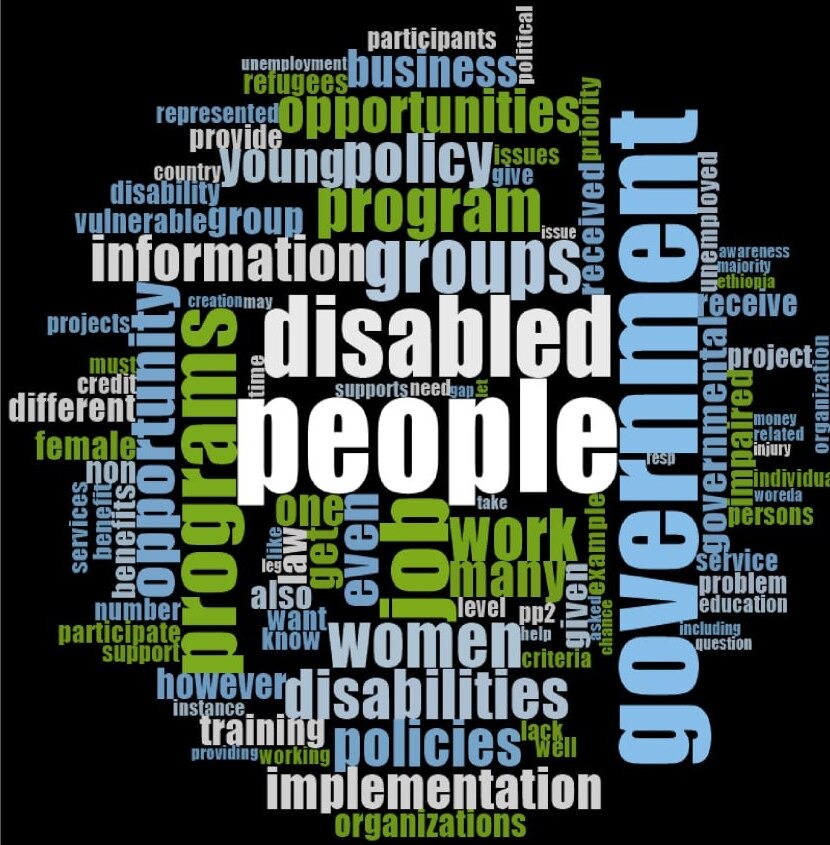 political
participants
unemployment
business
refugees
opportunities
priority
represented
provide
young
policy
issues
country
give
disability
program
received
government
unemployed
vulnerable
group
issue
information
groups
awareness
majority
ethiopja
creation
may
disabled
receive
projects
opportunity
programs
must
time
project
governmental
organization
credit
supports
need
gap
let
impaired
different
people
money
related
female
injury
resp
non
individua
woreda
services
benefit
benefits
one
even
job
take
persons
example
like
law
get
work
many
leg
service
also
given
problem
number
want
level
pp2
asked
chance
education
participate
know
women
help
including
support
criteria
question
however
disabilities
instance
training
policies
lack
well
providing
working
implementation
organizations